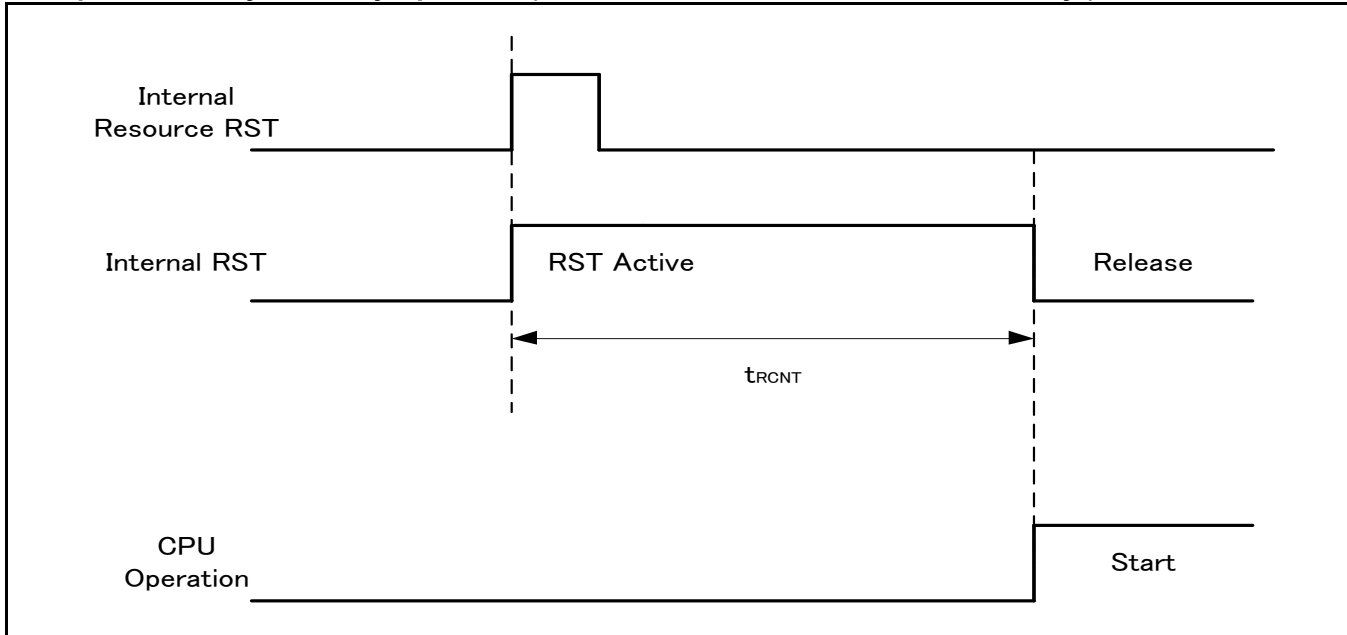 Internal
Resource RST
Internal RST
RST Active
Release
tRCNT
CPU
Operation
Start